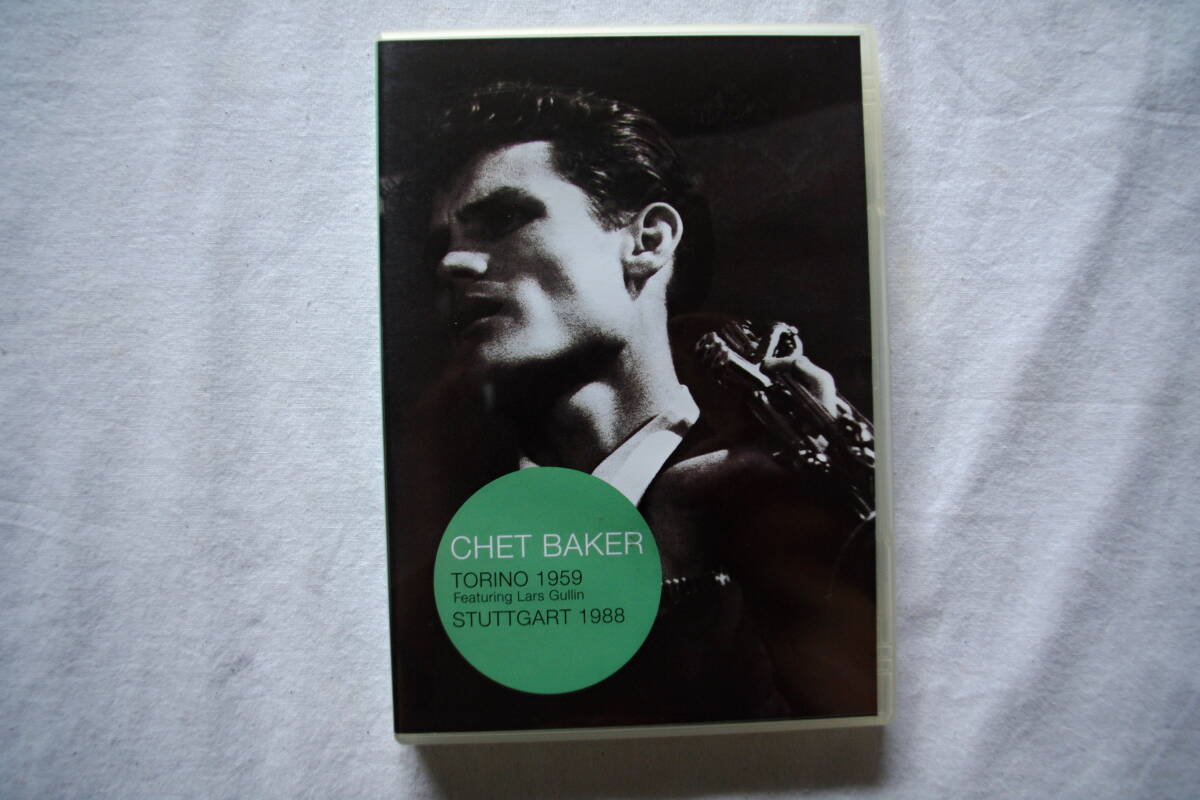 CHET BAKER
TORINO 1959
Featuring Lars Gullin
STUTTGART 1988